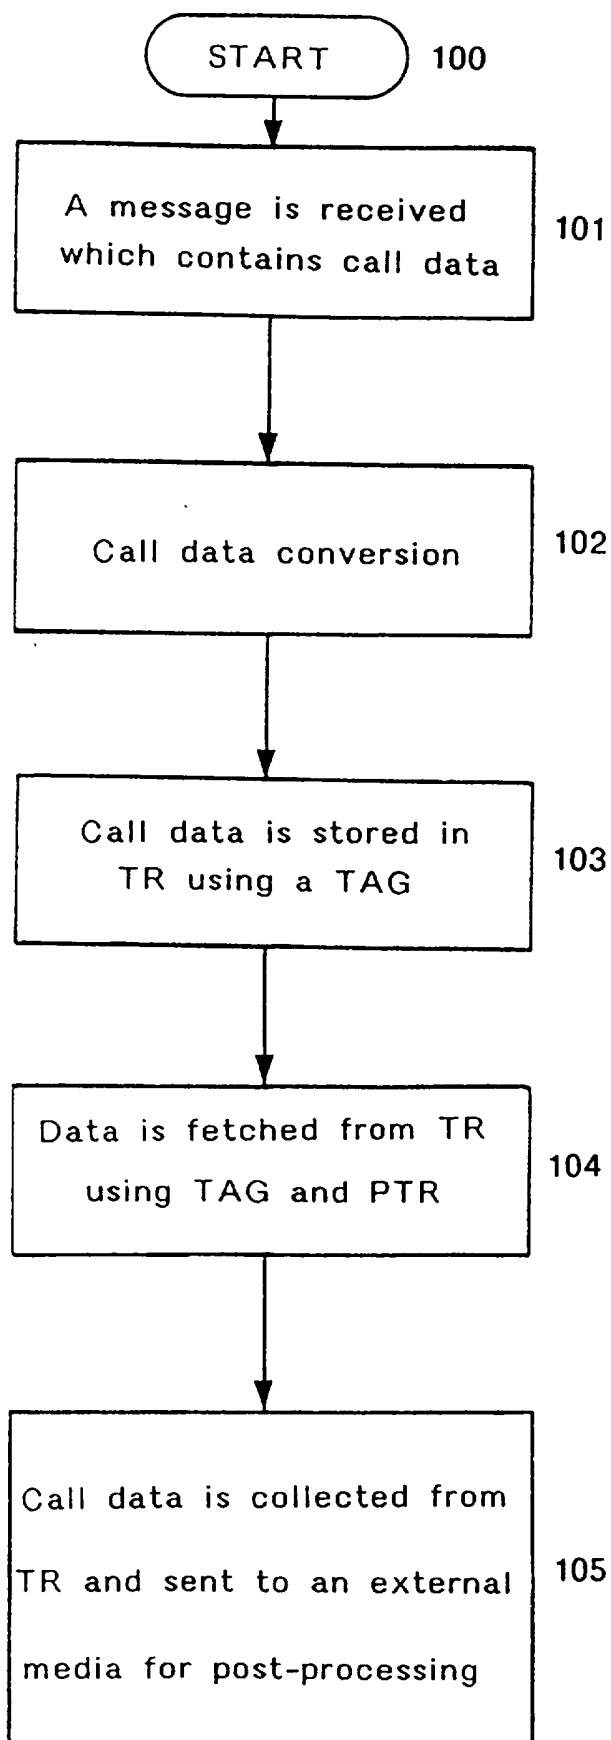 START 100
A message is received
which contains call data
101
Call data conversion
102
Call data is stored in
TR using a TAG
103
Data is fetched from TR
using TAG and PTR
104
Call data is collected from
TR and sent to an external
media for post-processing
105